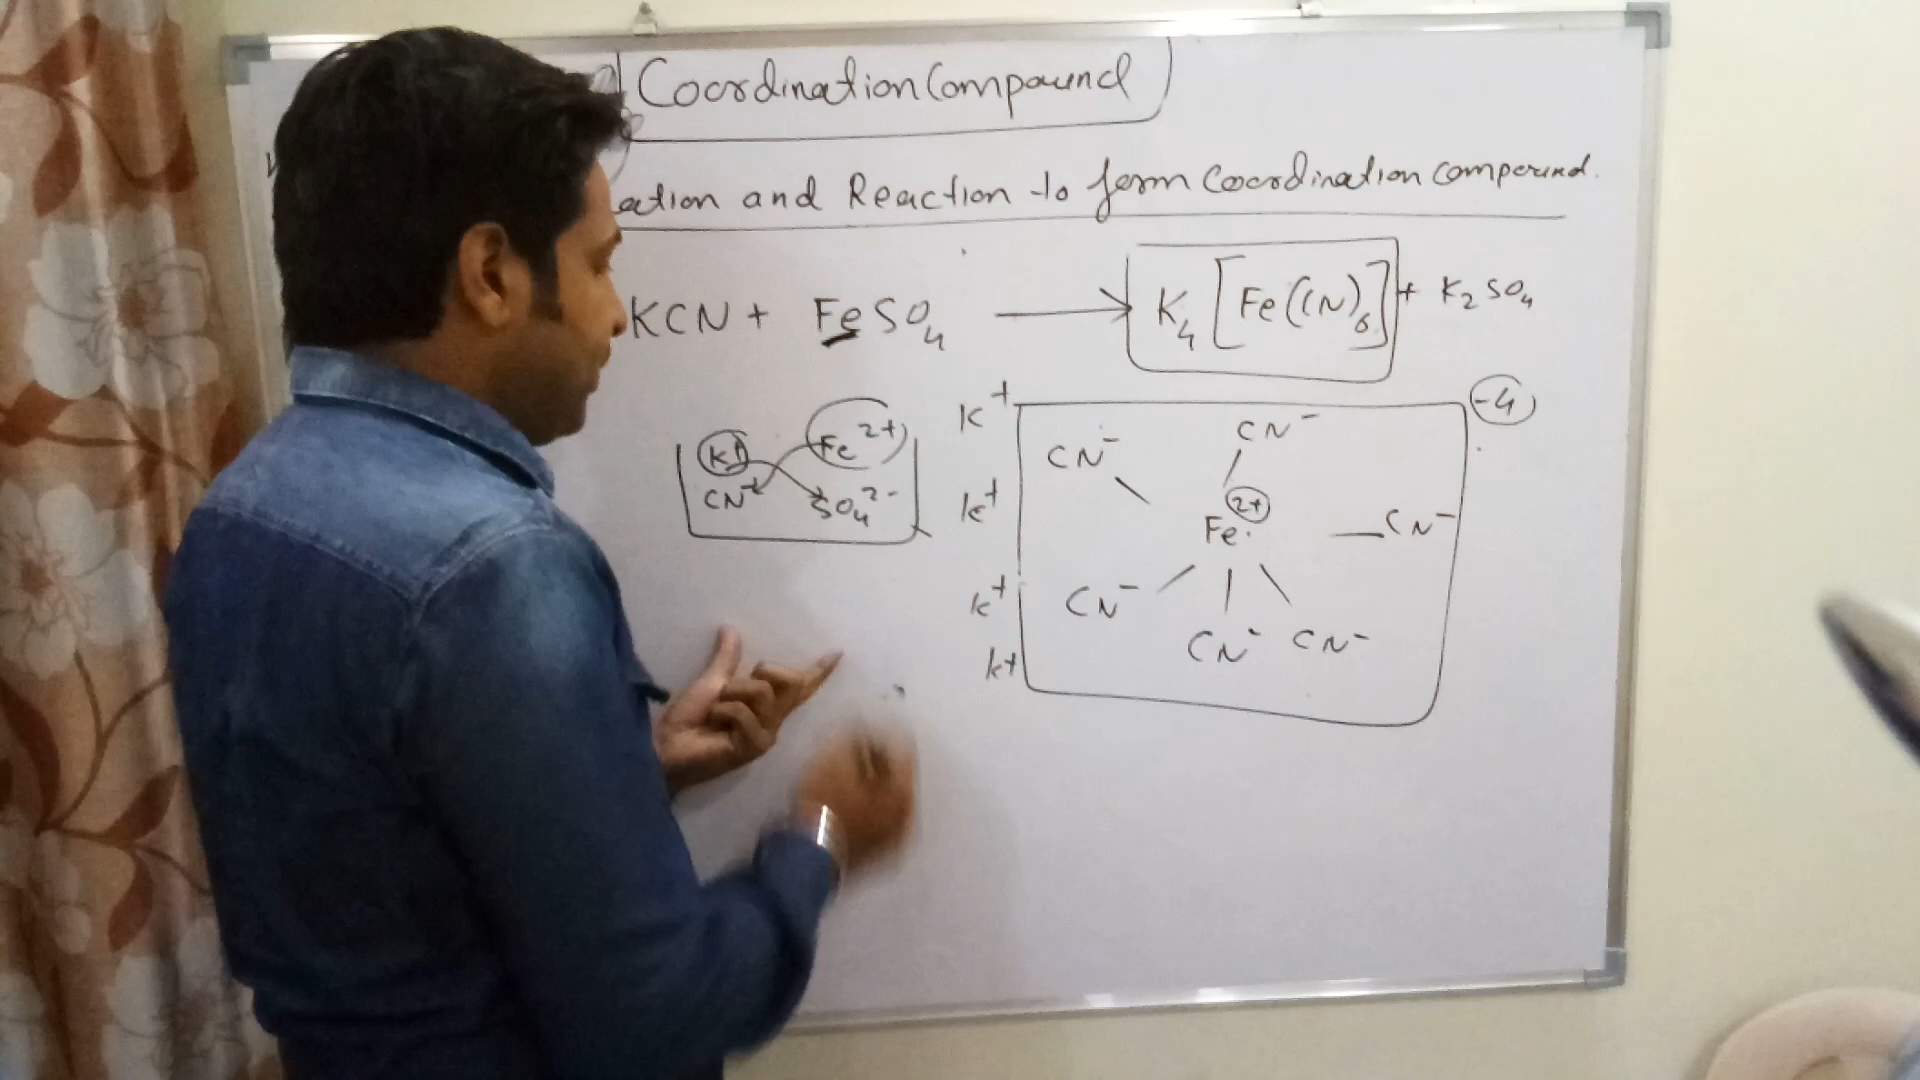 Coordination Compound
ation and Reaction to form Coordination compound.
KCN + FeSO₄ ⟶ K₄[Fe(CN)₆] + K₂SO₄
K⁺ Fe²⁺
CN⁻ SO₄²⁻
K⁺
K⁺
K⁺
K⁺
-4
CN⁻ CN⁻
2+
Fe CN⁻
CN⁻
CN⁻ CN⁻